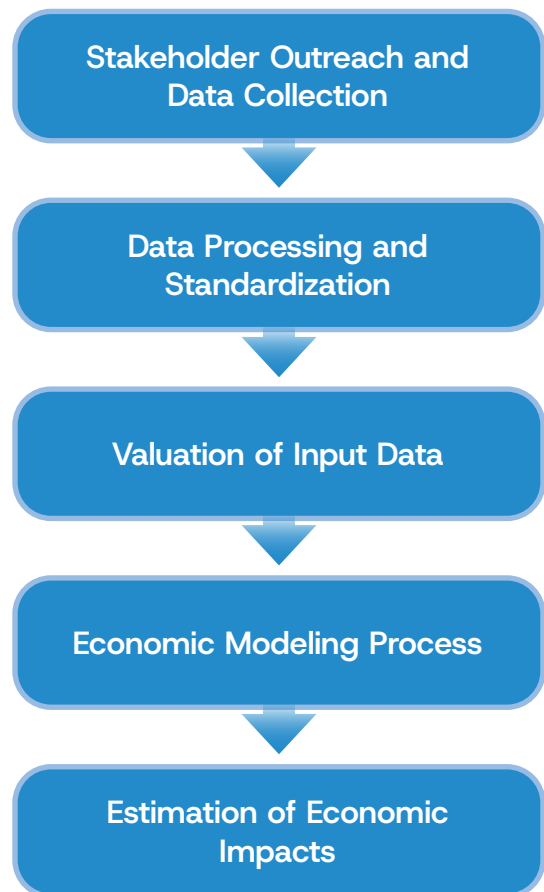 Stakeholder Outreach and
Data Collection
Data Processing and
Standardization
Valuation of Input Data
Economic Modeling Process
Estimation of Economic
Impacts